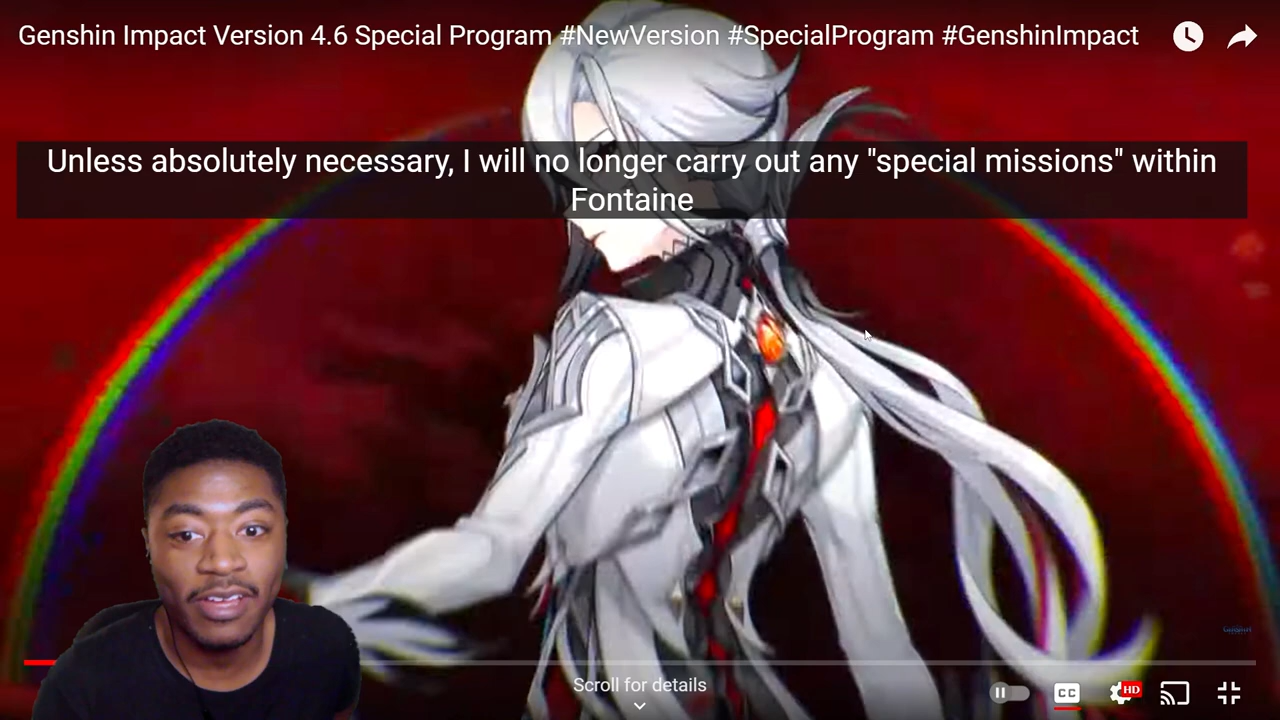 Genshin Impact Version 4.6 Special Program #NewVersion #SpecialProgram #GenshinImpact
Unless absolutely necessary, I will no longer carry out any "special missions" within
Fontaine
Scroll for details
CC
HD